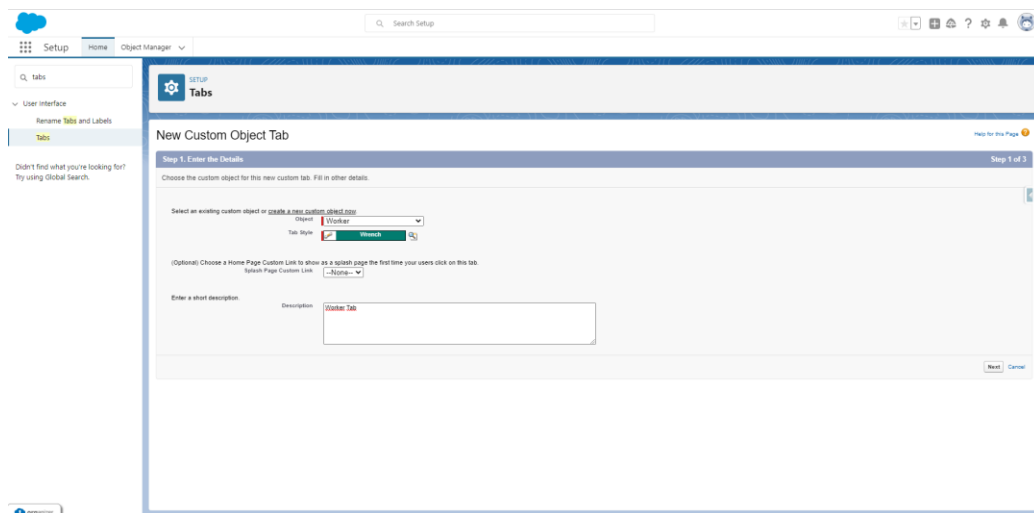 Search Setup
Setup
Home
Object Manager
tabs
User Interface
Rename Tabs and Labels
Tabs
Didn't find what you're looking for?
Try using Global Search.
SETUP
Tabs
New Custom Object Tab
Help for this Page
Step 1. Enter the Details
Step 1 of 3
Choose the custom object for this new custom tab. Fill in other details.
Select an existing custom object or create a new custom object now.
Object Worker
Tab Style Wrench
(Optional) Choose a Home Page Custom Link to show as a splash page the first time your users click on this tab.
Splash Page Custom Link --None--
Enter a short description.
Description Worker Tab
Next Cancel